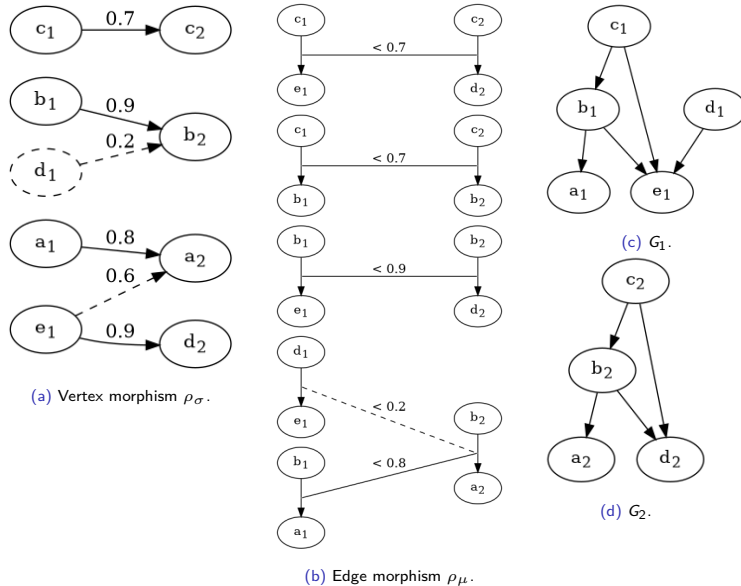 c₁ 0.7 c₂
b₁ 0.9 b₂
d₁ 0.2
a₁ 0.8 a₂
0.6
e₁ 0.9 d₂
(a) Vertex morphism ρσ.
c₁ c₂
< 0.7
e₁ d₂
c₁ c₂
< 0.7
b₁ b₂
b₁ b₂
< 0.9
e₁ d₂
d₁
< 0.2
e₁ b₂
b₁ < 0.8
a₂
a₁
(b) Edge morphism ρμ.
c₁
b₁ d₁
a₁ e₁
(c) G₁.
c₂
b₂
a₂ d₂
(d) G₂.